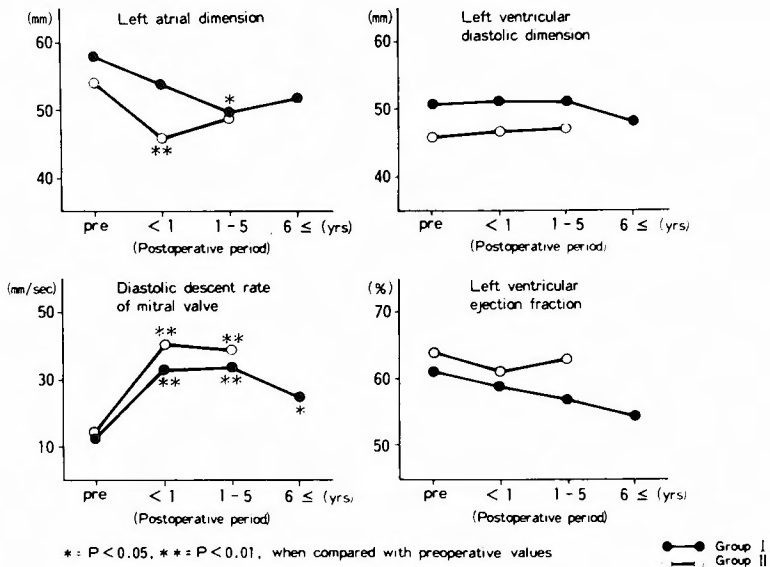 (mm) Left atrial dimension
60
50
40
*
**
pre < 1 1 - 5 6 ≤ (yrs)
(Postoperative period)
(mm) Left ventricular
diastolic dimension
60
50
40
pre < 1 1 - 5 6 ≤ (yrs)
(Postoperative period)
(mm/sec) Diastolic descent rate
of mitral valve
50
30
10
** **
** **
*
pre < 1 1 - 5 6 ≤ (yrs)
(Postoperative period)
(%) Left ventricular
ejection fraction
70
60
50
pre < 1 1 - 5 6 ≤ (yrs)
(Postoperative period)
* = P < 0.05, ** = P < 0.01, when compared with preoperative values
Group I
Group II